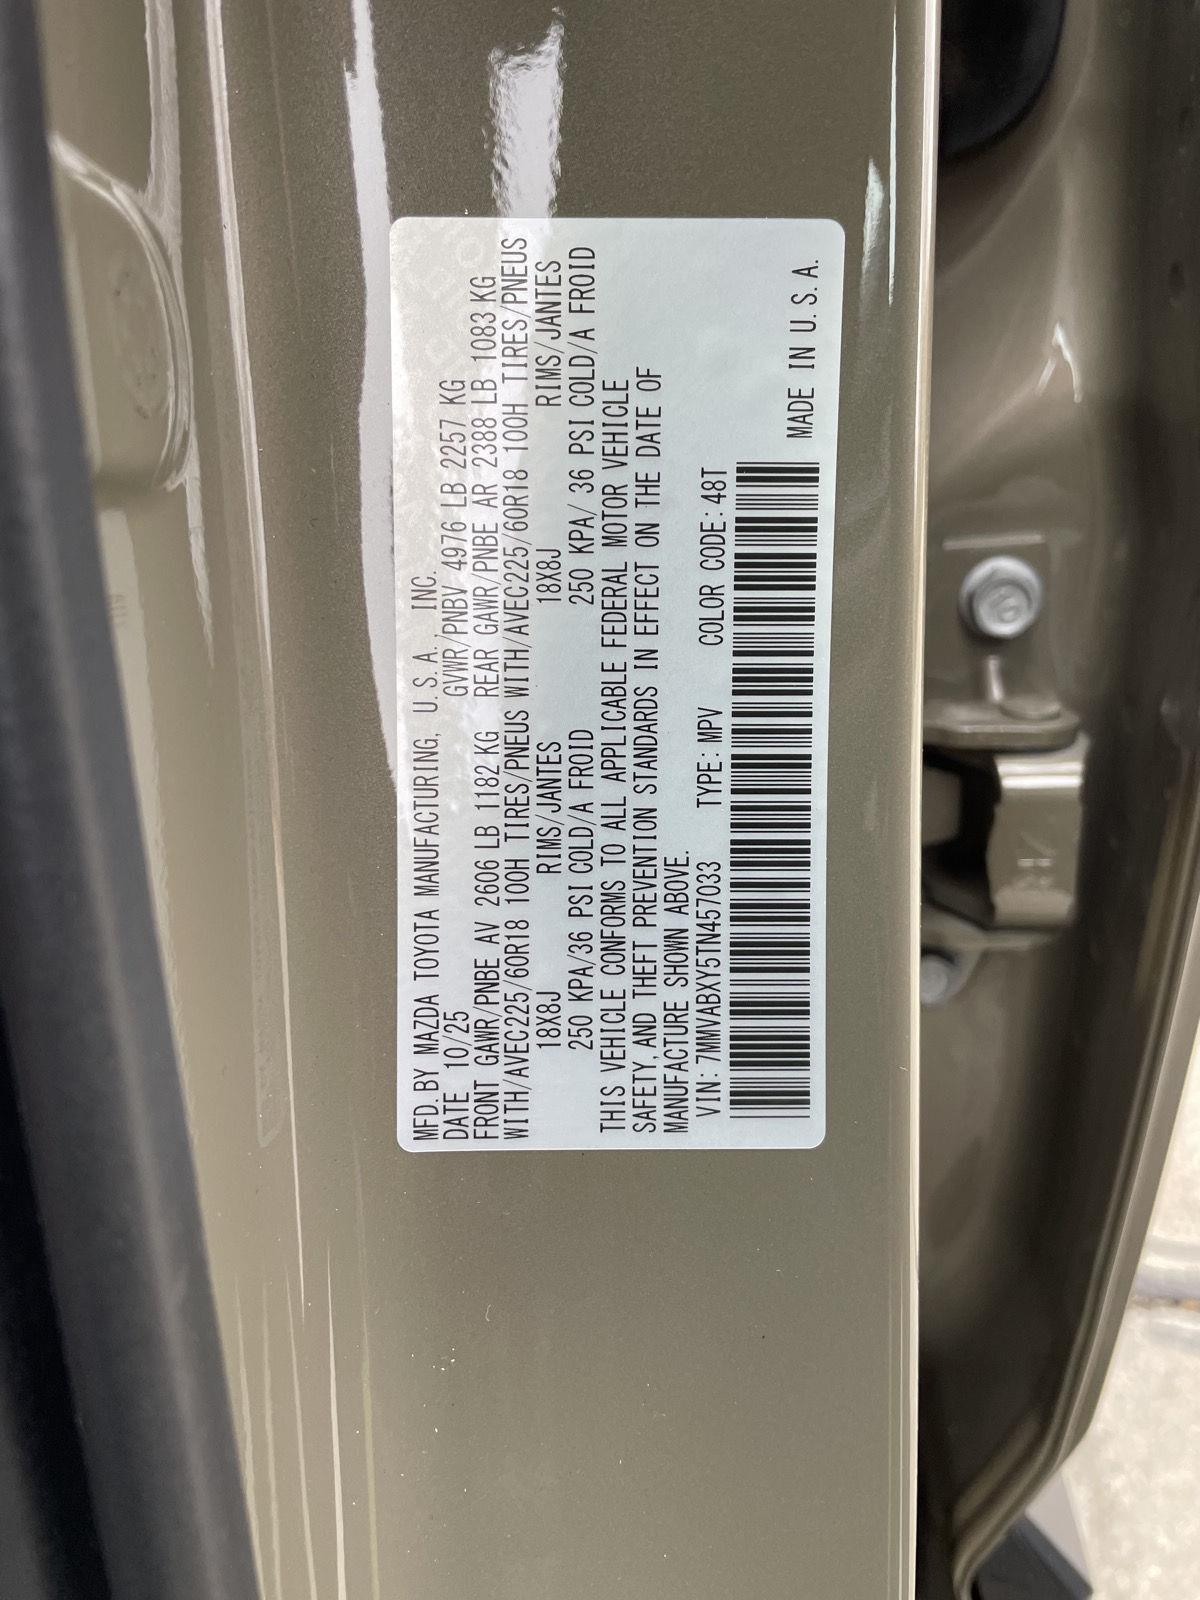 MFD. BY MAZDA TOYOTA MANUFACTURING, U.S.A., INC.
DATE 10/25 GVWR/PNBV 4976 LB 2257 KG
FRONT GAWR/PNBE AV 2606 LB 1182 KG REAR GAWR/PNBE AR 2388 LB 1083 KG
WITH/AVEC225/60R18 100H TIRES/PNEUS WITH/AVEC225/60R18 100H TIRES/PNEUS
18X8J RIMS/JANTES 18X8J RIMS/JANTES
250 KPA/36 PSI COLD/A FROID 250 KPA/ 36 PSI COLD/A FROID
THIS VEHICLE CONFORMS TO ALL APPLICABLE FEDERAL MOTOR VEHICLE
SAFETY, AND THEFT PREVENTION STANDARDS IN EFFECT ON THE DATE OF
MANUFACTURE SHOWN ABOVE.
VIN: 7MMVABXY5TN457033 TYPE: MPV COLOR CODE: 48T
MADE IN U.S.A.